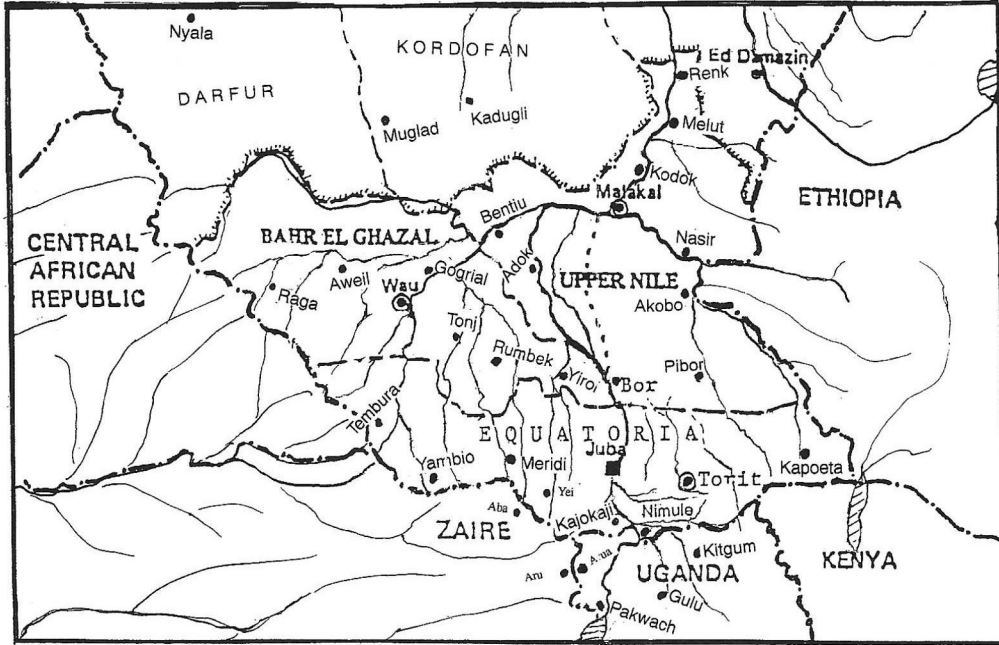 Nyala
KORDOFAN
Ed Damazin
Renk
DARFUR
Kadugli
Muglad
Melut
Kodok
Malakal
ETHIOPIA
Bentiu
CENTRAL
AFRICAN
REPUBLIC
BAHR EL GHAZAL
Nasir
Adok
Gogrial
Aweil
Wau
UPPER NILE
Raga
Akobo
Tonj
Rumbek
Yiroi
Bor
Pibor
Tembura
EQUATORIA
Juba
Yambio
Meridi
Kapoeta
Torit
Yei
Aba
Kajokaji
Nimule
ZAIRE
Kitgum
KENYA
Aru
Arua
UGANDA
Gulu
Pakwach